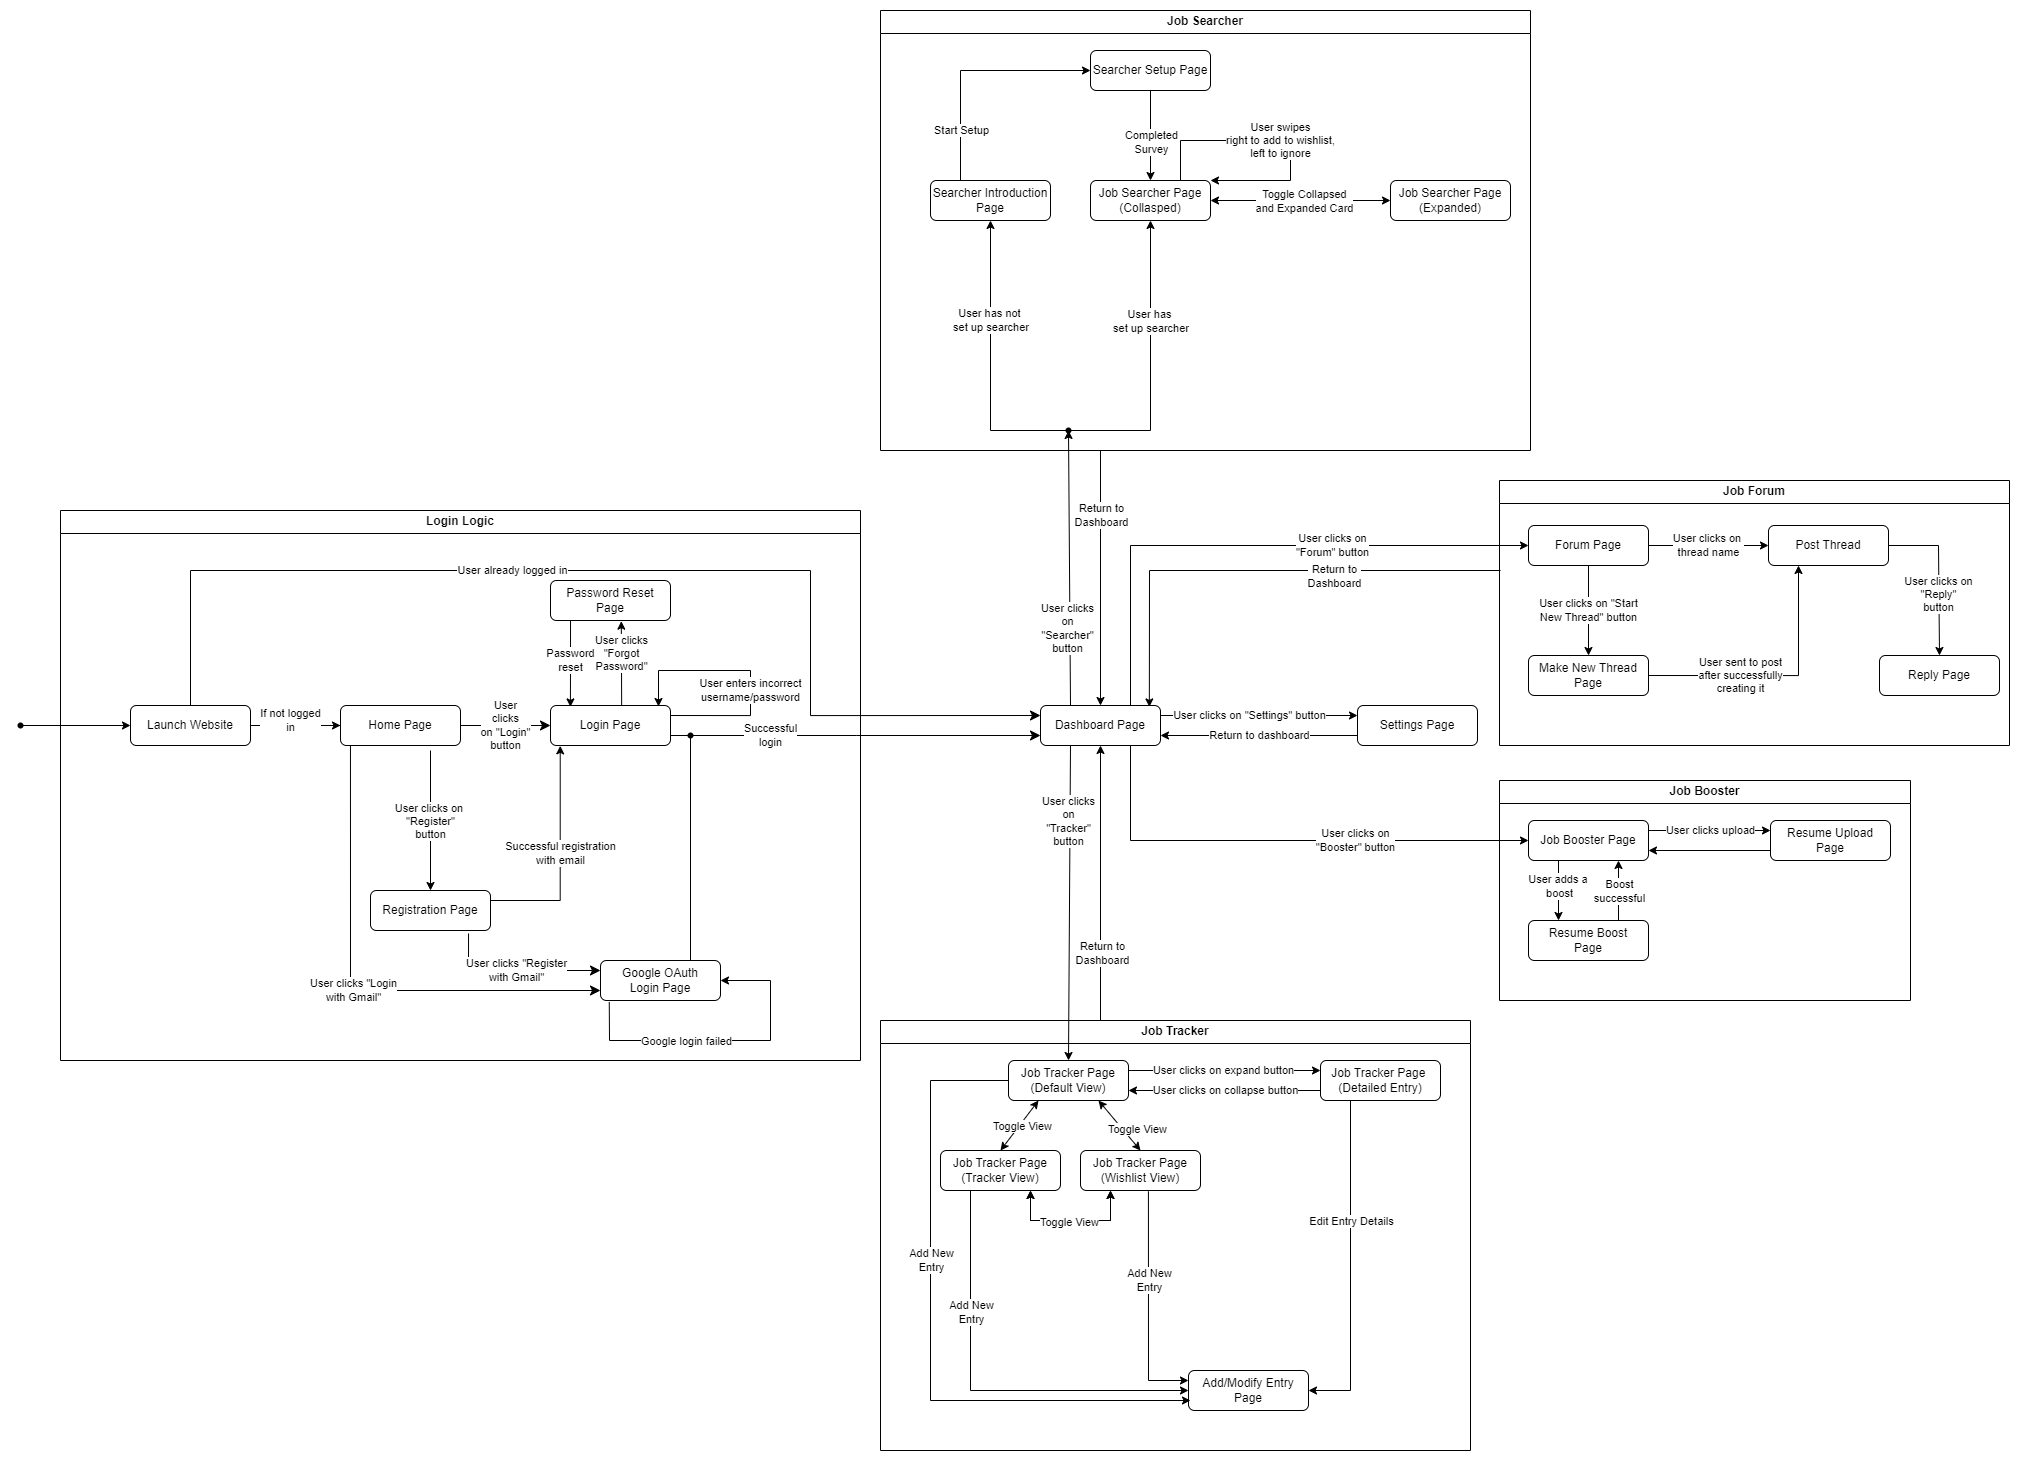 Job Searcher
Searcher Setup Page
Start Setup
Completed
Survey
User swipes
right to add to wishlist,
left to ignore
Searcher Introduction
Page
Job Searcher Page
(Collasped)
Toggle Collapsed
and Expanded Card
Job Searcher Page
(Expanded)
User has not
set up searcher
User has
set up searcher
Return to
Dashboard
User clicks
on
"Searcher"
button
Login Logic
User already logged in
Password Reset
Page
Password
reset
User clicks
"Forgot
Password"
User enters incorrect
username/password
Launch Website
If not logged
in
Home Page
User
clicks
on "Login"
button
Login Page
Successful
login
User clicks on
"Register"
button
Successful registration
with email
Registration Page
User clicks "Register
with Gmail"
User clicks "Login
with Gmail"
Google OAuth
Login Page
Google login failed
Dashboard Page
User clicks on "Settings" button
Return to dashboard
Settings Page
User clicks on
"Forum" button
Return to
Dashboard
Job Forum
Forum Page
User clicks on
thread name
Post Thread
User clicks on "Start
New Thread" button
User clicks on
"Reply"
button
Make New Thread
Page
User sent to post
after successfully
creating it
Reply Page
User clicks on
"Booster" button
Job Booster
Job Booster Page
User clicks upload
Resume Upload
Page
User adds a
boost
Boost
successful
Resume Boost
Page
User clicks
on
"Tracker"
button
Return to
Dashboard
Job Tracker
Job Tracker Page
(Default View)
User clicks on expand button
User clicks on collapse button
Job Tracker Page
(Detailed Entry)
Toggle View
Toggle View
Job Tracker Page
(Tracker View)
Job Tracker Page
(Wishlist View)
Toggle View
Edit Entry Details
Add New
Entry
Add New
Entry
Add New
Entry
Add/Modify Entry
Page